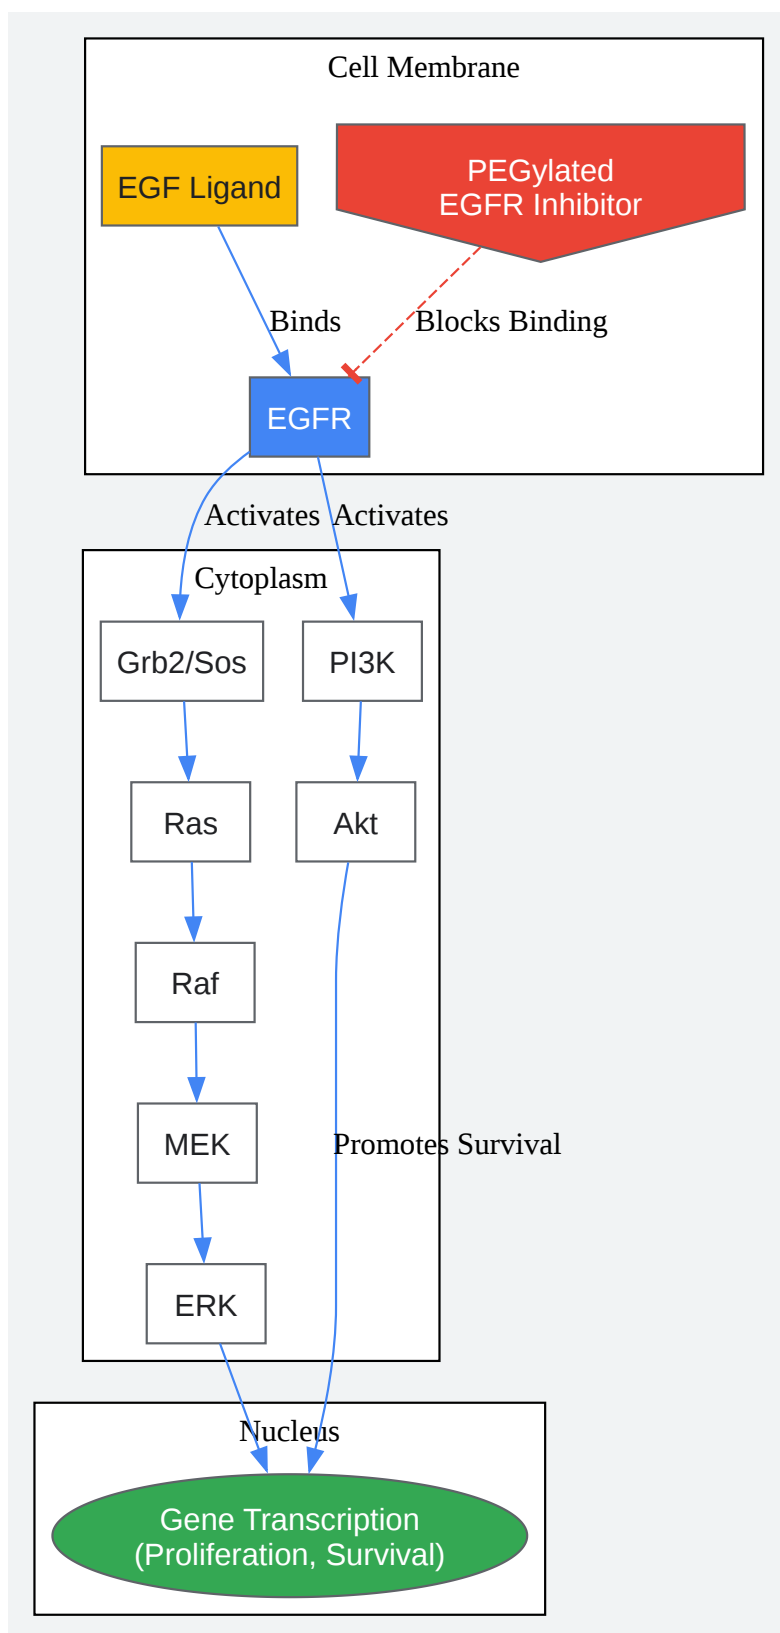 Cell Membrane
EGF Ligand
PEGylated
EGFR Inhibitor
Binds
Blocks Binding
EGFR
Activates
Activates
Cytoplasm
Grb2/Sos
PI3K
Ras
Akt
Raf
MEK
Promotes Survival
ERK
Nucleus
Gene Transcription
(Proliferation, Survival)